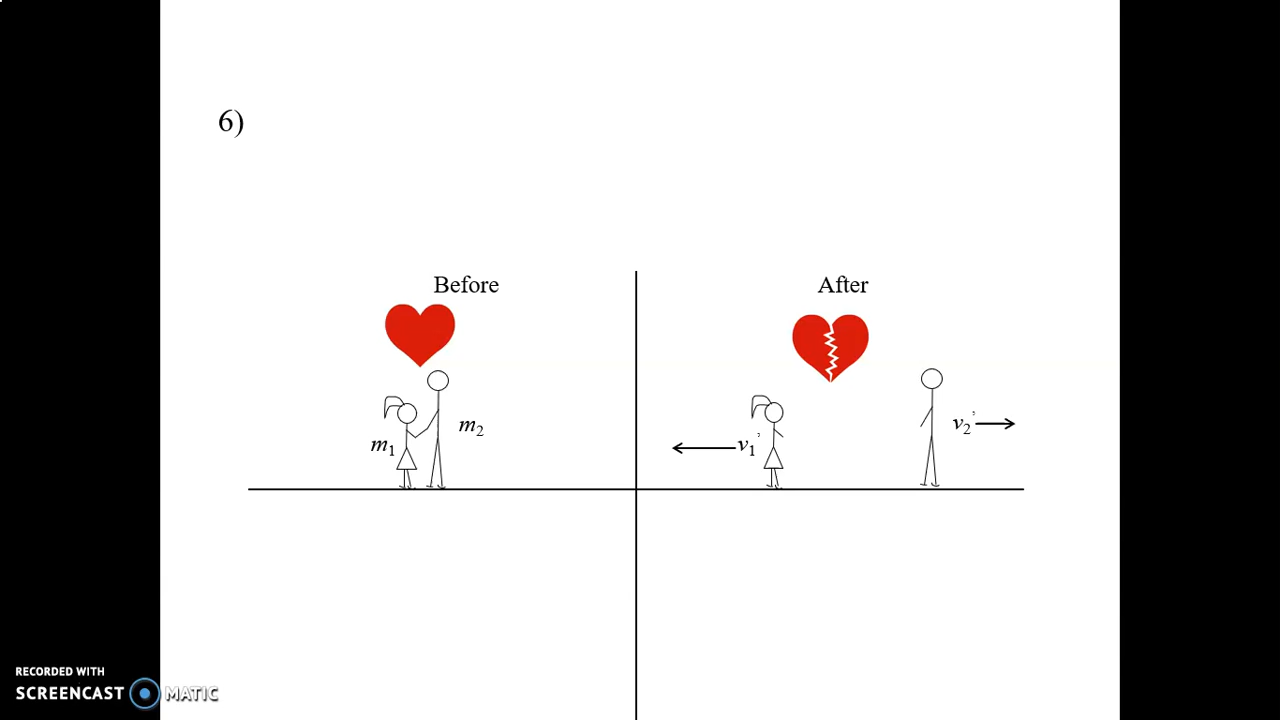 6)
Before
After
m₁
m₂
v₁'
v₂'
RECORDED WITH
SCREENCAST MATIC